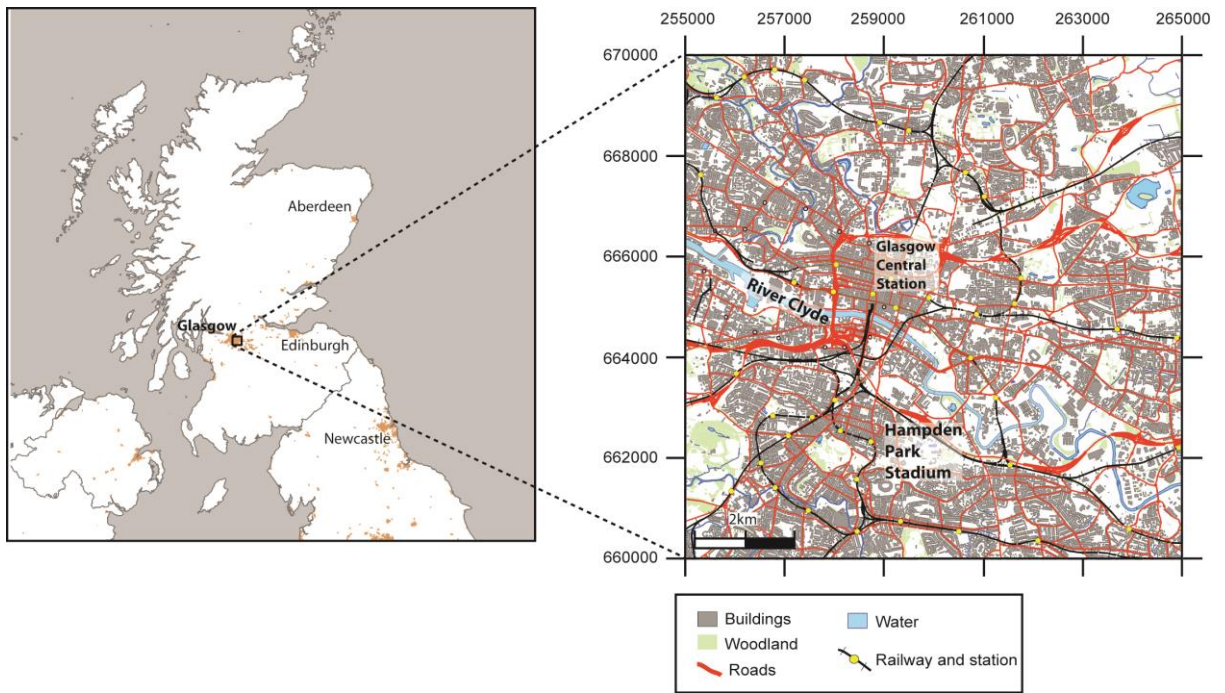 Aberdeen
Glasgow
Edinburgh
Newcastle
255000 257000 259000 261000 263000 265000
670000
668000
666000
664000
662000
660000
Glasgow
Central
Station
River Clyde
Hampden
Park
Stadium
2km
Buildings
Woodland
Roads
Water
Railway and station